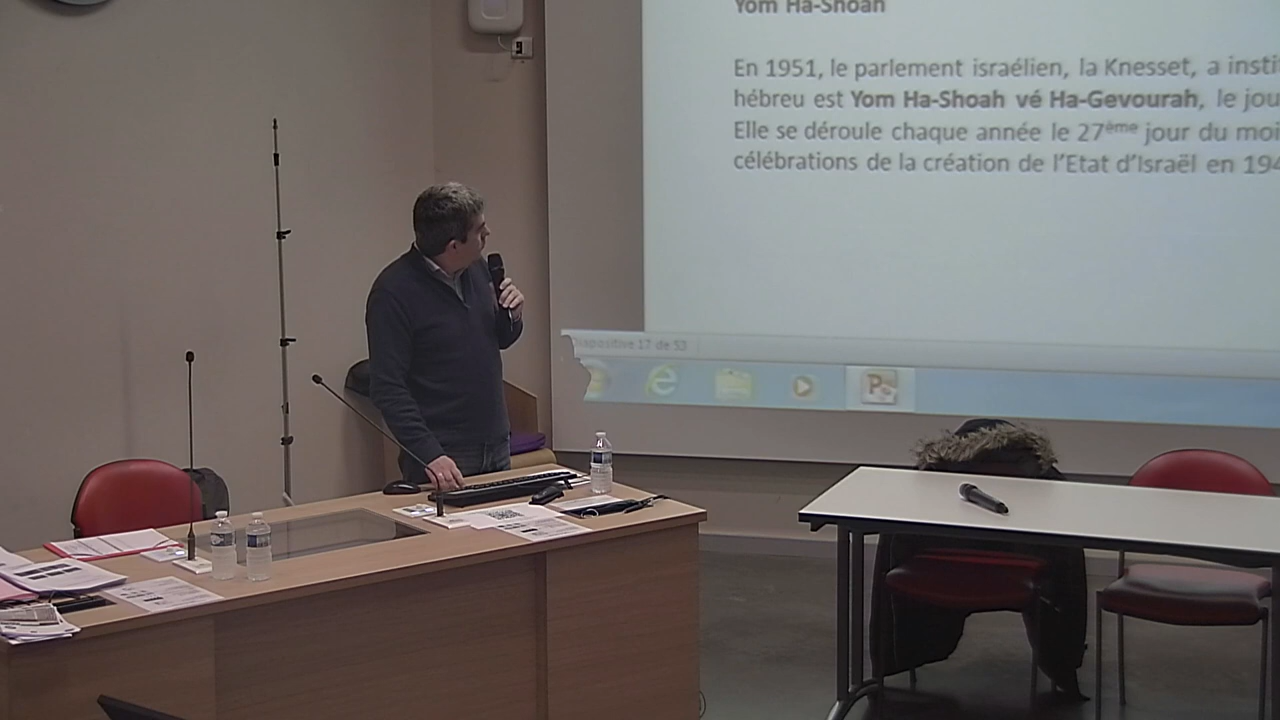 Yom Ha-Shoah
En 1951, le parlement israélien, la Knesset, a insti
hébreu est Yom Ha-Shoah vé Ha-Gevourah, le jou
Elle se déroule chaque année le 27ème jour du moi
célébrations de la création de l'Etat d'Israël en 194
Diapositive 17 de 53